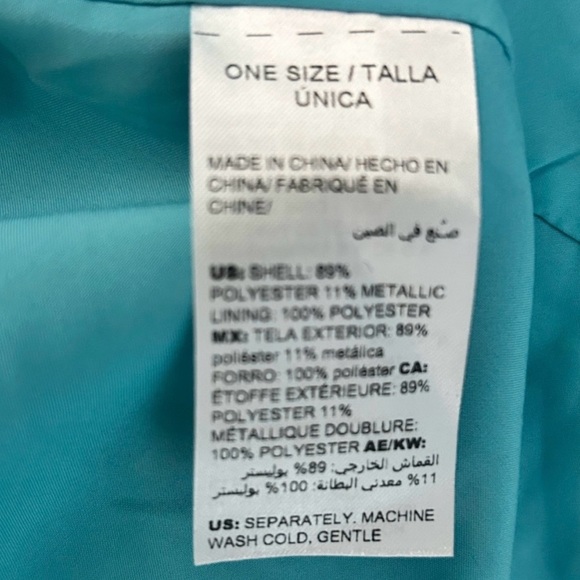 ONE SIZE / TALLA
ÚNICA
MADE IN CHINA/ HECHO EN
CHINA/ FABRIQUÉ EN
CHINE/
صنع في الصين
US: SHELL: 89%
POLYESTER 11% METALLIC
LINING: 100% POLYESTER
MX: TELA EXTERIOR: 89%
poliéster 11% metálica
FORRO: 100% poliéster CA:
ÉTOFFE EXTÉRIEURE: 89%
POLYESTER 11%
MÉTALLIQUE DOUBLURE:
100% POLYESTER AE/KW:
القماش الخارجي: 89% بوليستر
11% معدني البطانة: 100% بوليستر
US: SEPARATELY. MACHINE
WASH COLD, GENTLE